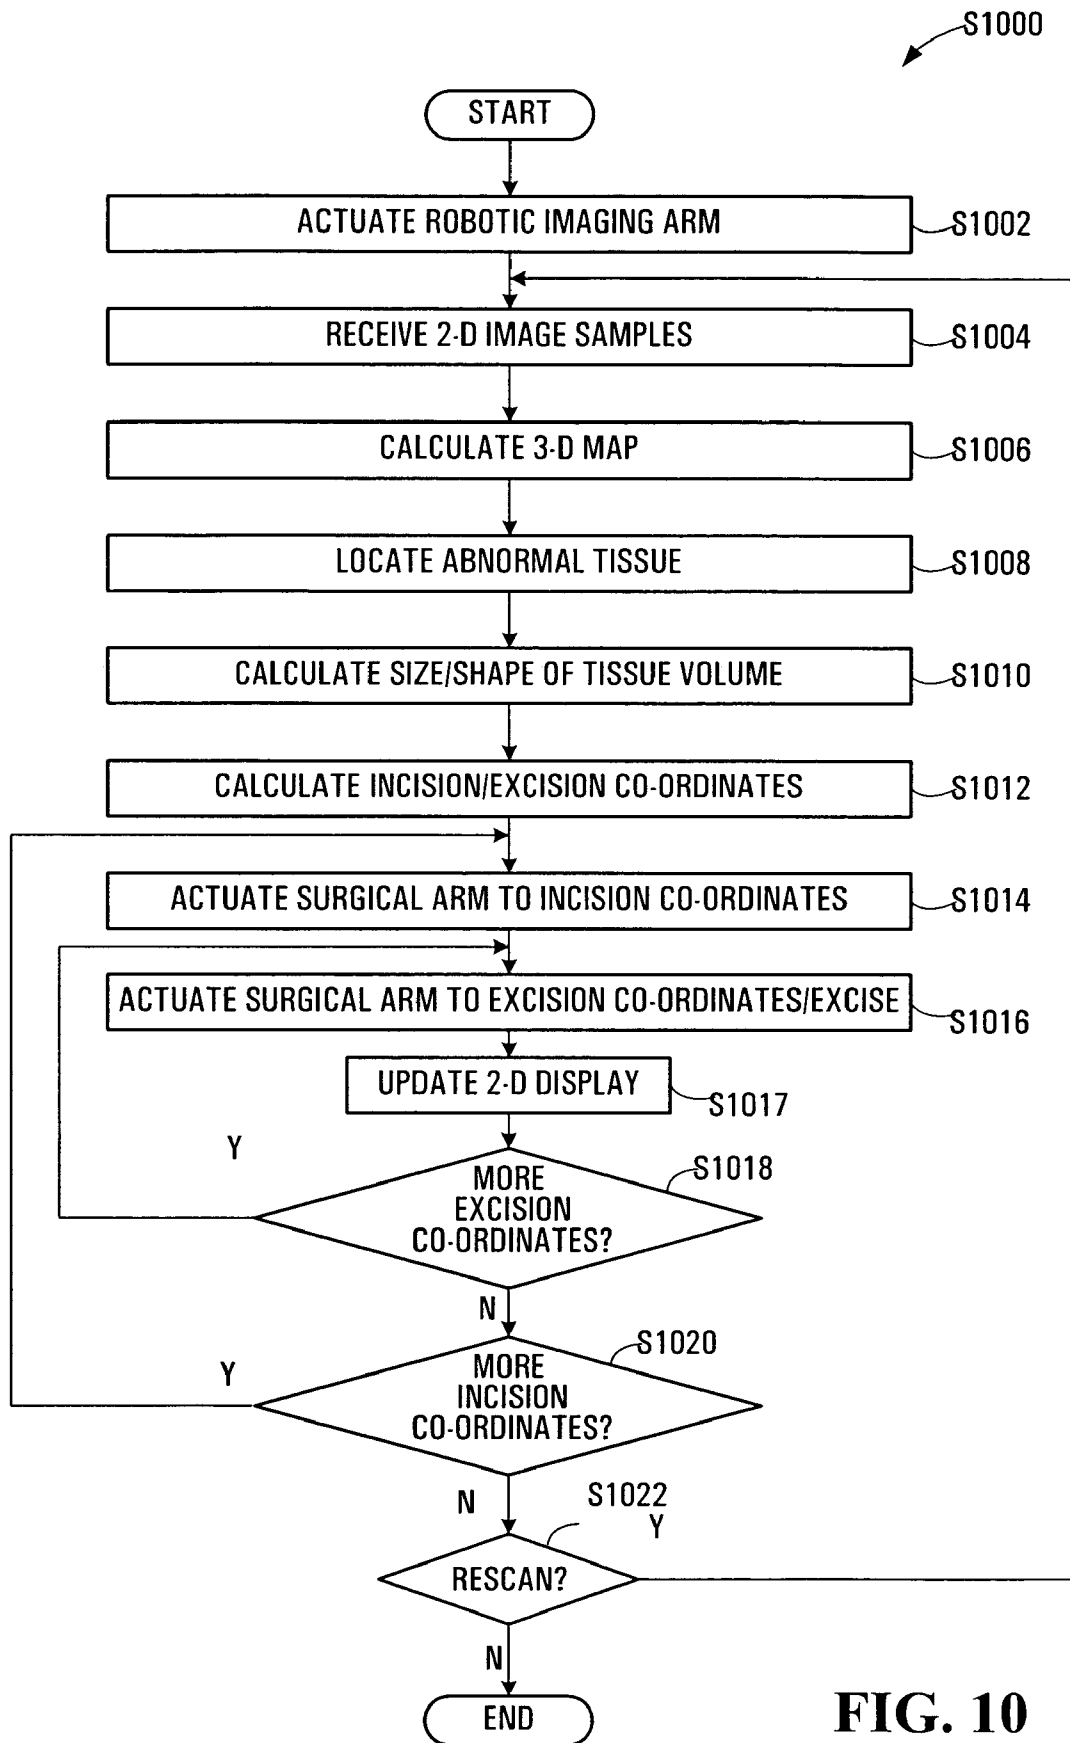 S1000
START
ACTUATE ROBOTIC IMAGING ARM
S1002
RECEIVE 2-D IMAGE SAMPLES
S1004
CALCULATE 3-D MAP
S1006
LOCATE ABNORMAL TISSUE
S1008
CALCULATE SIZE/SHAPE OF TISSUE VOLUME
S1010
CALCULATE INCISION/EXCISION CO-ORDINATES
S1012
ACTUATE SURGICAL ARM TO INCISION CO-ORDINATES
S1014
ACTUATE SURGICAL ARM TO EXCISION CO-ORDINATES/EXCISE
S1016
UPDATE 2-D DISPLAY
S1017
Y
MORE
EXCISION
CO-ORDINATES?
S1018
N
Y
MORE
INCISION
CO-ORDINATES?
S1020
N
S1022
Y
RESCAN?
N
END
FIG. 10